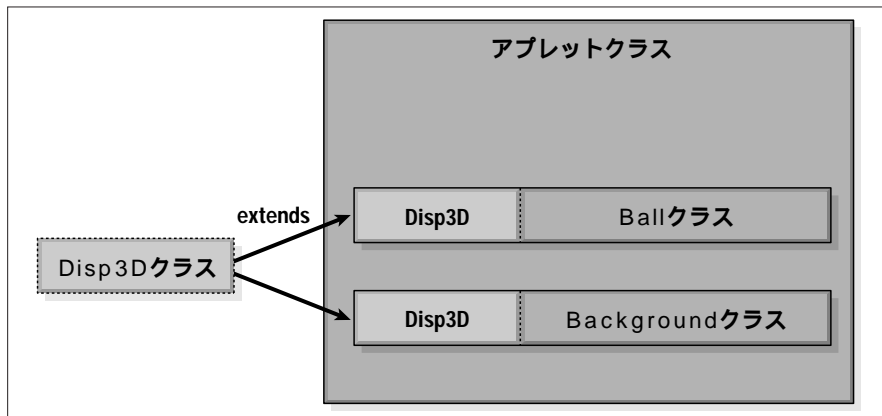 アプレットクラス
extends
Disp3D
Ballクラス
Disp3Dクラス
Disp3D
Backgroundクラス